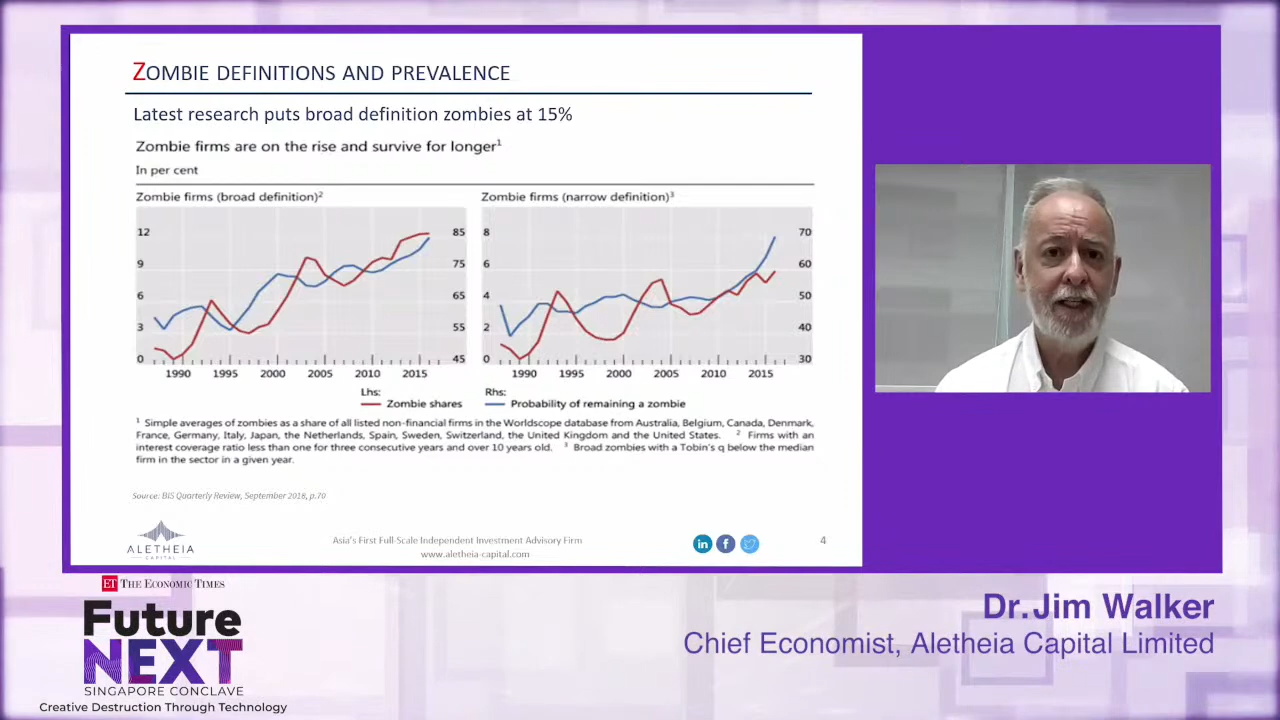 ZOMBIE DEFINITIONS AND PREVALENCE
Latest research puts broad definition zombies at 15%
Zombie firms are on the rise and survive for longer¹
In per cent
Zombie firms (broad definition)²
12 85
9 75
6 65
3 55
0 45
1990 1995 2000 2005 2010 2015
Zombie firms (narrow definition)³
8 70
6 60
4 50
2 40
0 30
1990 1995 2000 2005 2010 2015
Lhs:
Zombie shares
Rhs:
Probability of remaining a zombie
¹ Simple averages of zombies as a share of all listed non-financial firms in the Worldscope database from Australia, Belgium, Canada, Denmark,
France, Germany, Italy, Japan, the Netherlands, Spain, Sweden, Switzerland, the United Kingdom and the United States. ² Firms with an
interest coverage ratio less than one for three consecutive years and over 10 years old. ³ Broad zombies with a Tobin's q below the median
firm in the sector in a given year.
Source: BIS Quarterly Review, September 2018, p.70
ALETHEIA
CAPITAL
Asia's First Full-Scale Independent Investment Advisory Firm
www.aletheia-capital.com
in f
4
ET THE ECONOMIC TIMES
Future
NEXT
SINGAPORE CONCLAVE
Creative Destruction Through Technology
Dr. Jim Walker
Chief Economist, Aletheia Capital Limited